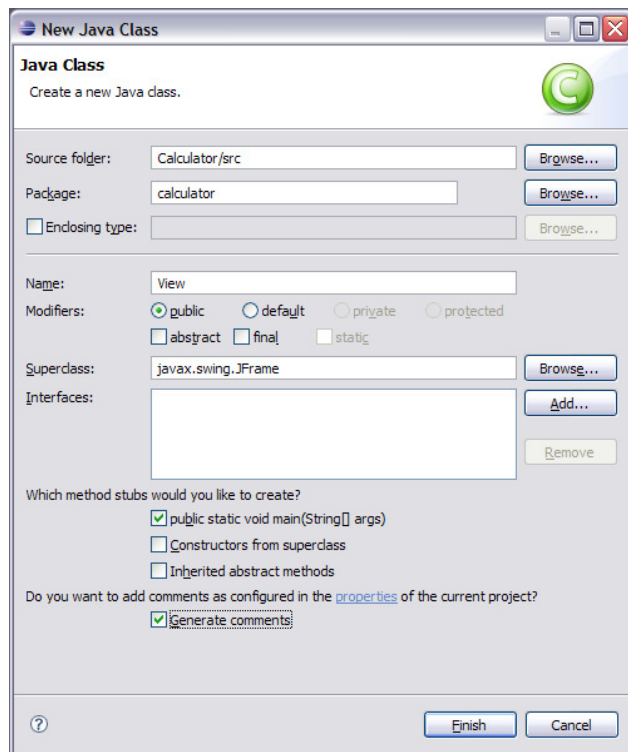 New Java Class
Java Class
Create a new Java class.
C
Source folder: Calculator/src Browse...
Package: calculator Browse...
Enclosing type: Browse...
Name: View
Modifiers: public default private protected
abstract final static
Superclass: javax.swing.JFrame Browse...
Interfaces: Add...
Remove
Which method stubs would you like to create?
public static void main(String[] args)
Constructors from superclass
Inherited abstract methods
Do you want to add comments as configured in the properties of the current project?
Generate comments
? Finish Cancel